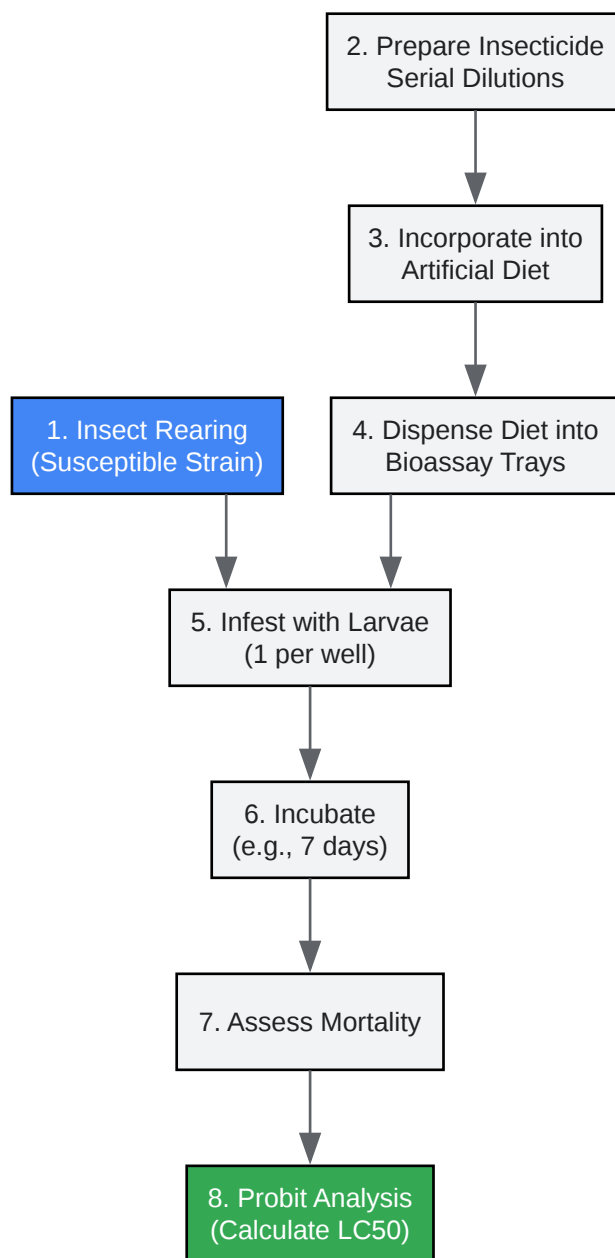 2. Prepare Insecticide
Serial Dilutions
3. Incorporate into
Artificial Diet
1. Insect Rearing
(Susceptible Strain)
4. Dispense Diet into
Bioassay Trays
5. Infest with Larvae
(1 per well)
6. Incubate
(e.g., 7 days)
7. Assess Mortality
8. Probit Analysis
(Calculate LC50)